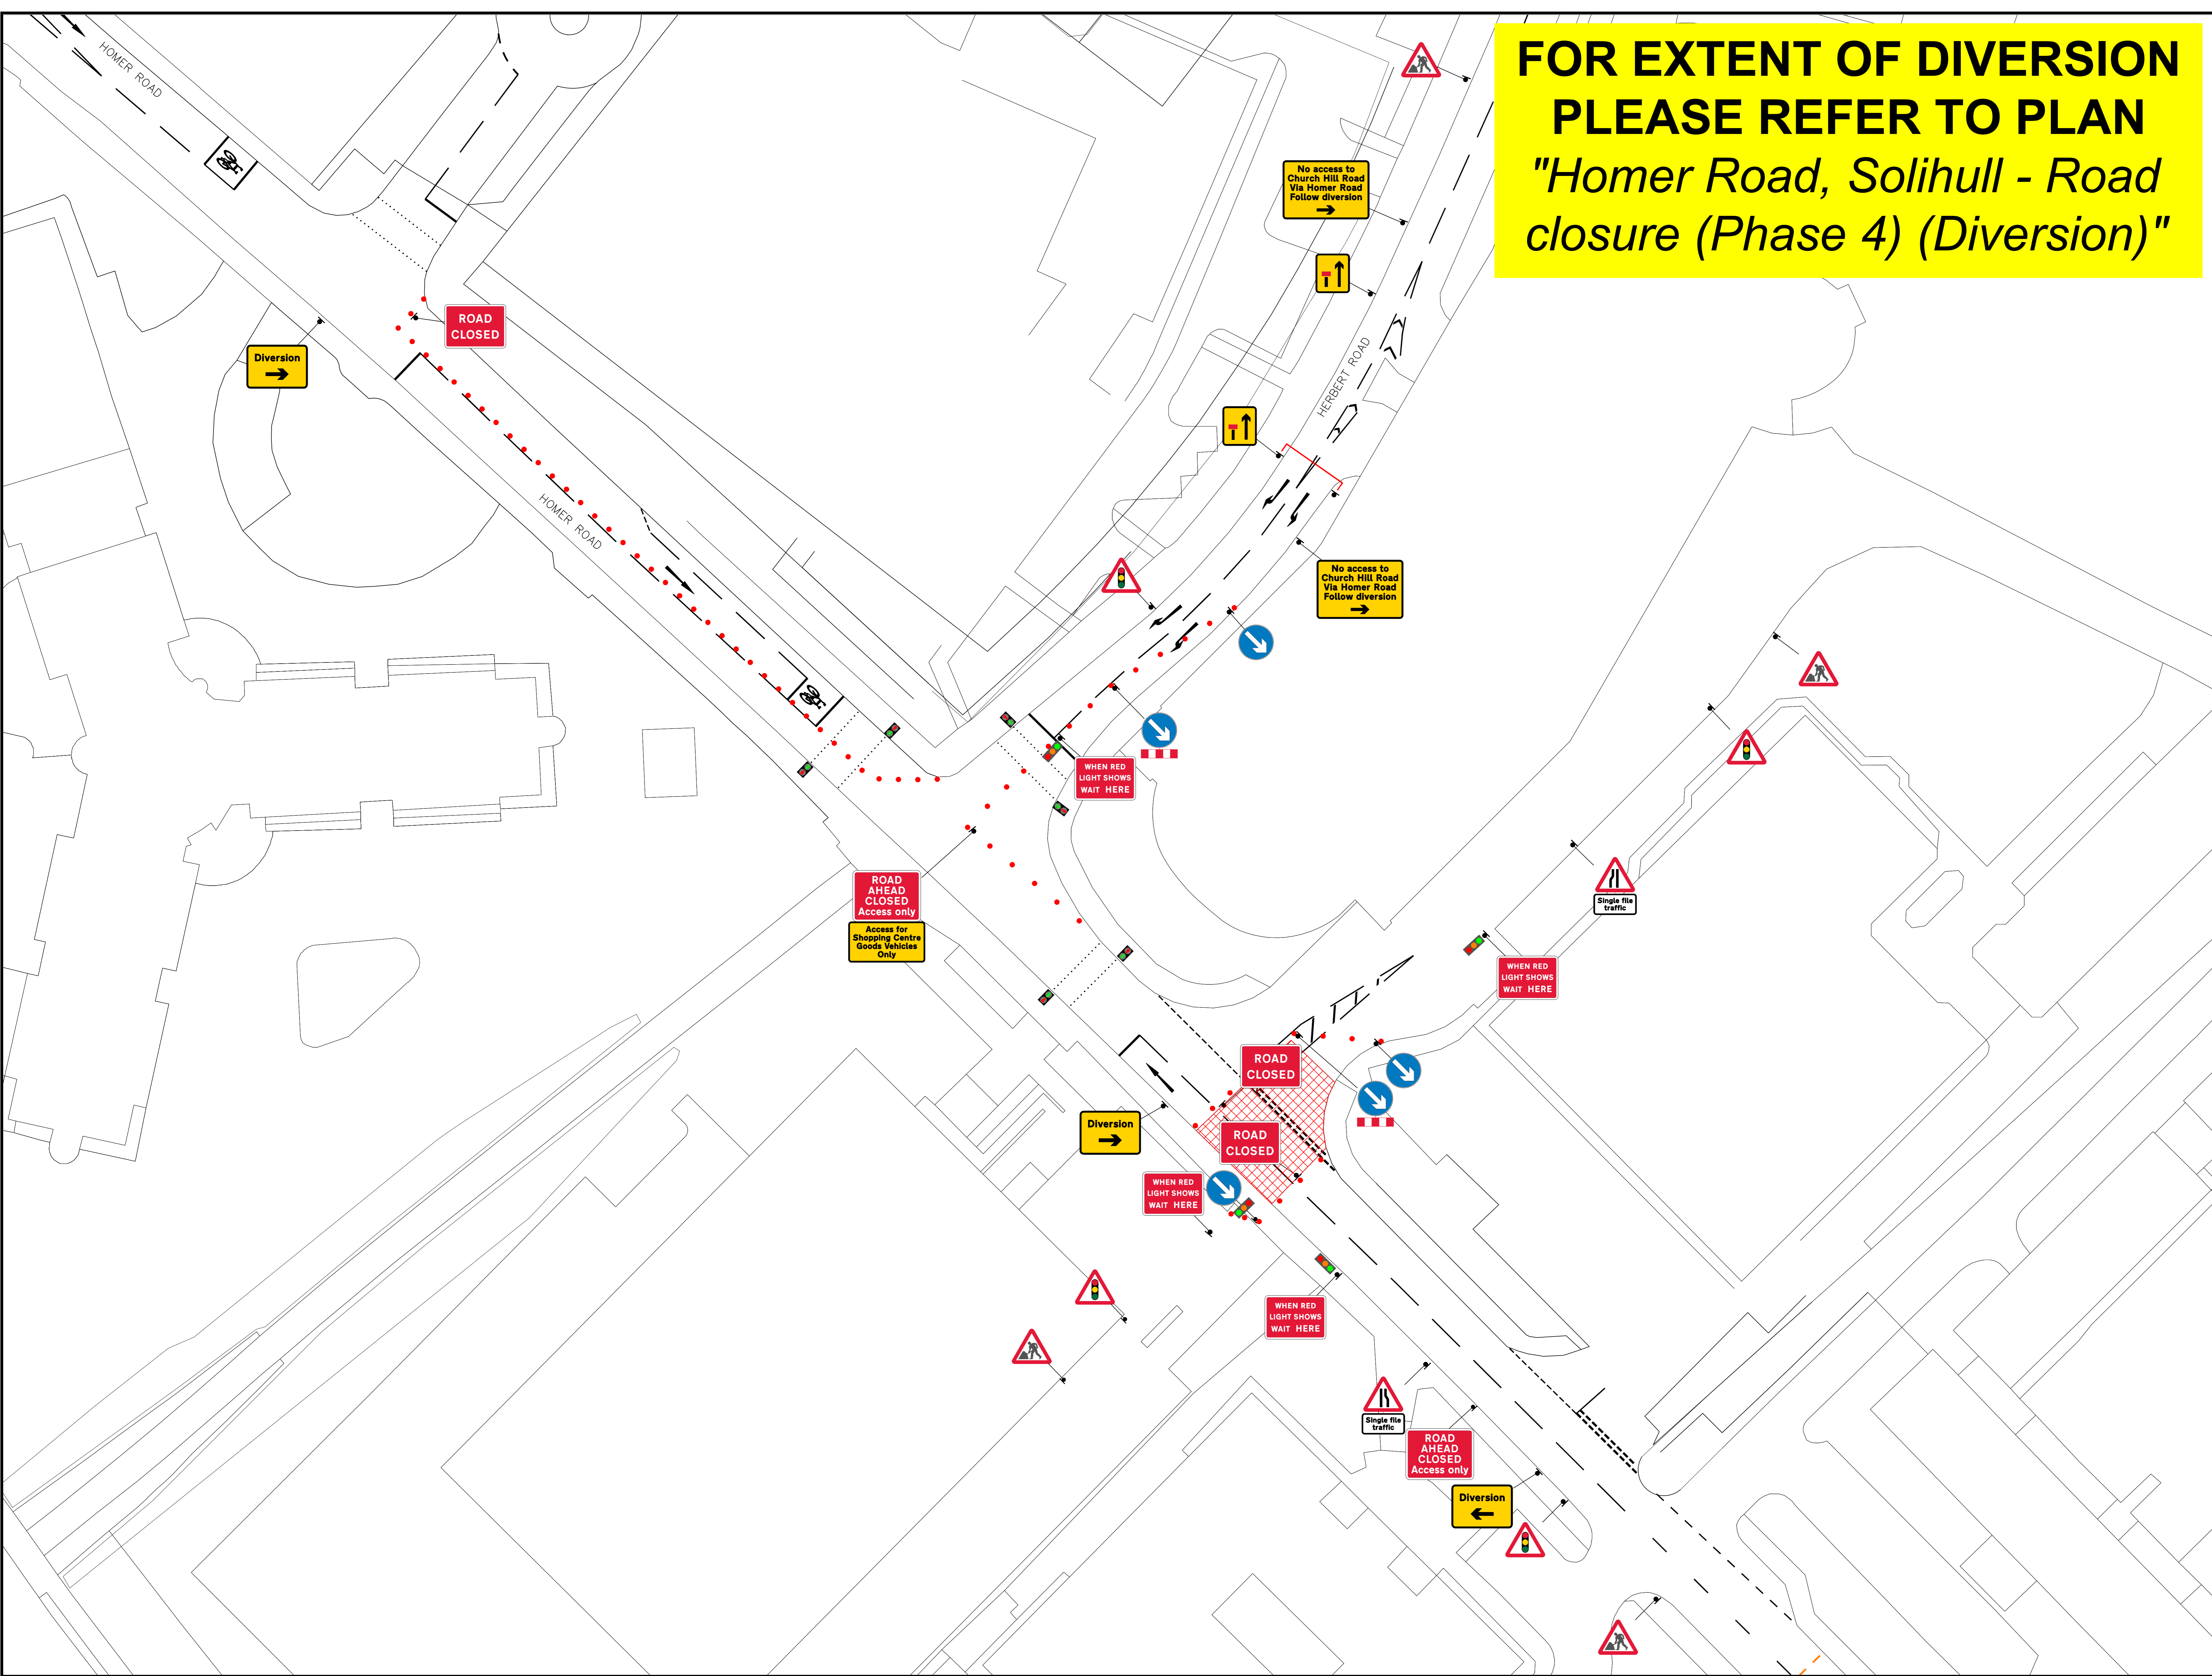 FOR EXTENT OF DIVERSION
PLEASE REFER TO PLAN
"Homer Road, Solihull - Road
closure (Phase 4) (Diversion)"
HOMER ROAD
No access to
Church Hill Road
Via Homer Road
Follow diversion
ROAD
CLOSED
Diversion
HERBERT ROAD
HOMER ROAD
No access to
Church Hill Road
Via Homer Road
Follow diversion
WHEN RED
LIGHT SHOWS
WAIT HERE
ROAD
AHEAD
CLOSED
Access only
Access for
Shopping Centre
Goods Vehicles
Only
Single file
traffic
WHEN RED
LIGHT SHOWS
WAIT HERE
ROAD
CLOSED
Diversion
ROAD
CLOSED
WHEN RED
LIGHT SHOWS
WAIT HERE
WHEN RED
LIGHT SHOWS
WAIT HERE
Single file
traffic
ROAD
AHEAD
CLOSED
Access only
Diversion